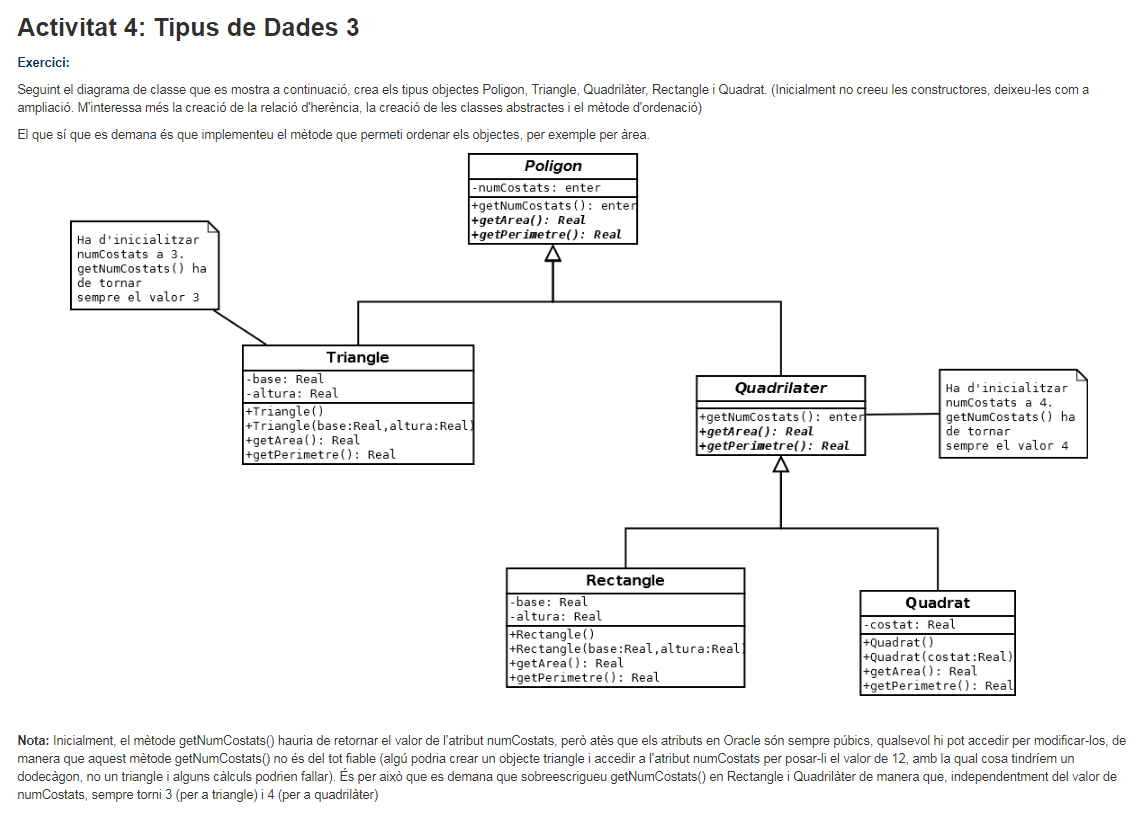 Activitat 4: Tipus de Dades 3
Exercici:
Seguint el diagrama de classe que es mostra a continuació, crea els tipus objectes Poligon, Triangle, Quadrilàter, Rectangle i Quadrat. (Inicialment no creeu les constructores, deixeu-les com a
ampliació. M'interessa més la creació de la relació d'herència, la creació de les classes abstractes i el mètode d'ordenació)
El que sí que es demana és que implementeu el mètode que permeti ordenar els objectes, per exemple per àrea.
Poligon
-numCostats: enter
+getNumCostats(): enter
+getArea(): Real
+getPerimetre(): Real
Ha d'inicialitzar
numCostats a 3.
getNumCostats() ha
de tornar
sempre el valor 3
Triangle
-base: Real
-altura: Real
+Triangle()
+Triangle(base:Real,altura:Real)
+getArea(): Real
+getPerimetre(): Real
Quadrilater
+getNumCostats(): enter
+getArea(): Real
+getPerimetre(): Real
Ha d'inicialitzar
numCostats a 4.
getNumCostats() ha
de tornar
sempre el valor 4
Rectangle
-base: Real
-altura: Real
+Rectangle()
+Rectangle(base:Real,altura:Real)
+getArea(): Real
+getPerimetre(): Real
Quadrat
-costat: Real
+Quadrat()
+Quadrat(costat:Real)
+getArea(): Real
+getPerimetre(): Real
Nota: Inicialment, el mètode getNumCostats() hauria de retornar el valor de l'atribut numCostats, però atès que els atributs en Oracle són sempre púbics, qualsevol hi pot accedir per modificar-los, de
manera que aquest mètode getNumCostats() no és del tot fiable (algú podria crear un objecte triangle i accedir a l'atribut numCostats per posar-li el valor de 12, amb la qual cosa tindríem un
dodecàgon, no un triangle i alguns càlculs podrien fallar). És per això que es demana que sobreescrigueu getNumCostats() en Rectangle i Quadrilàter de manera que, independentment del valor de
numCostats, sempre torni 3 (per a triangle) i 4 (per a quadrilàter)